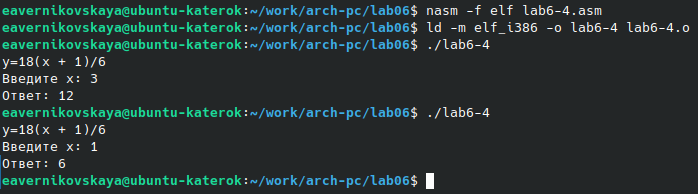 eavernikovskaya@ubuntu-katerok:~/work/arch-pc/lab06$ nasm -f elf lab6-4.asm
eavernikovskaya@ubuntu-katerok:~/work/arch-pc/lab06$ ld -m elf_i386 -o lab6-4 lab6-4.o
eavernikovskaya@ubuntu-katerok:~/work/arch-pc/lab06$ ./lab6-4
y=18(x + 1)/6
Введите x: 3
Ответ: 12
eavernikovskaya@ubuntu-katerok:~/work/arch-pc/lab06$ ./lab6-4
y=18(x + 1)/6
Введите x: 1
Ответ: 6
eavernikovskaya@ubuntu-katerok:~/work/arch-pc/lab06$